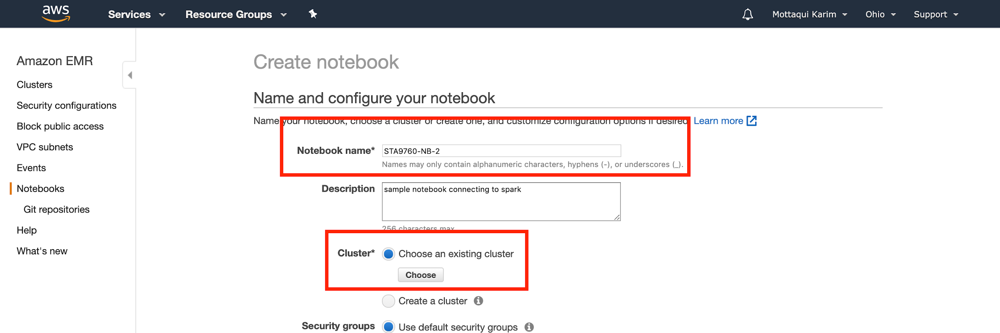 aws Services Resource Groups Mottaqui Karim Ohio Support
Amazon EMR
Clusters
Security configurations
Block public access
VPC subnets
Events
Notebooks
Git repositories
Help
What's new
Create notebook
Name and configure your notebook
Name your notebook, choose a cluster or create one, and customize configuration options if desired Learn more
Notebook name* STA9760-NB-2
Names may only contain alphanumeric characters, hyphens (-), or underscores (_).
Description sample notebook connecting to spark
256 characters max
Cluster* Choose an existing cluster
Choose
Create a cluster
Security groups Use default security groups